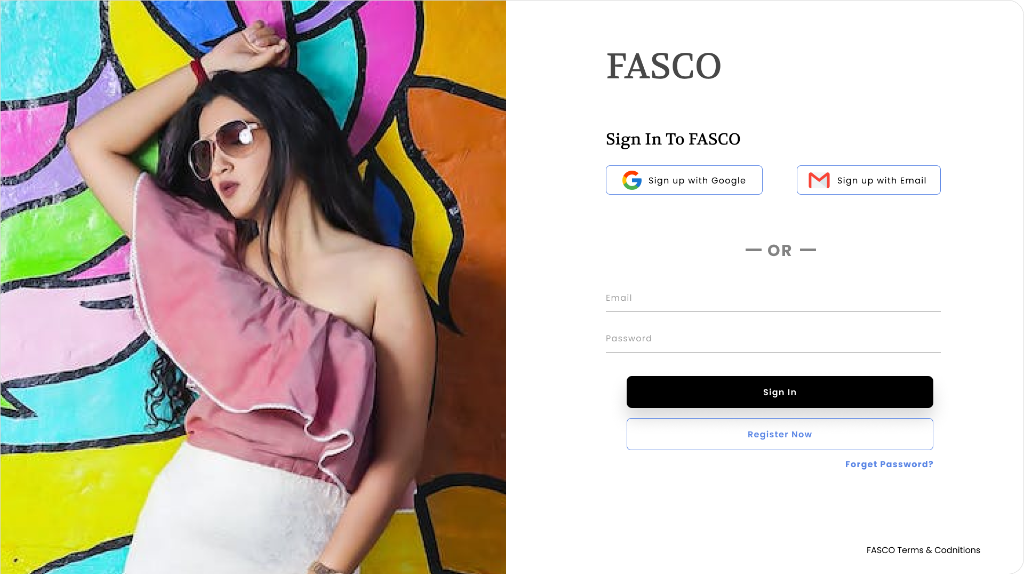 FASCO
Sign In To FASCO
Sign up with Google
Sign up with Email
— OR —
Email
Password
Sign In
Register Now
Forget Password?
FASCO Terms & Codnitions